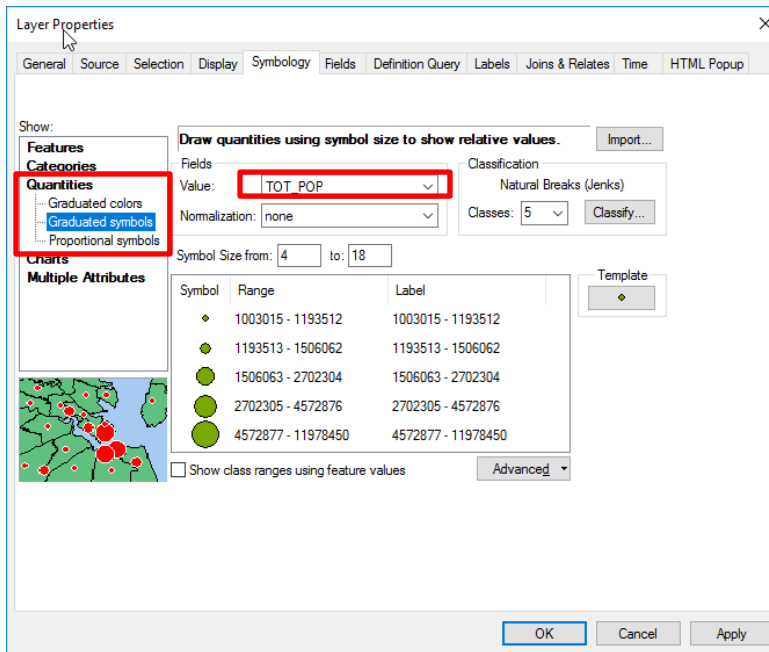 Layer Properties
General Source Selection Display Symbology Fields Definition Query Labels Joins & Relates Time HTML Popup
Show:
Features
Categories
Quantities
Graduated colors
Graduated symbols
Proportional symbols
Charts
Multiple Attributes
Draw quantities using symbol size to show relative values.
Import...
Fields
Value: TOT_POP
Normalization: none
Classification
Natural Breaks (Jenks)
Classes: 5 Classify...
Symbol Size from: 4 to: 18
Symbol Range Label
1003015 - 1193512 1003015 - 1193512
1193513 - 1506062 1193513 - 1506062
1506063 - 2702304 1506063 - 2702304
2702305 - 4572876 2702305 - 4572876
4572877 - 11978450 4572877 - 11978450
Template
Show class ranges using feature values
Advanced
OK Cancel Apply